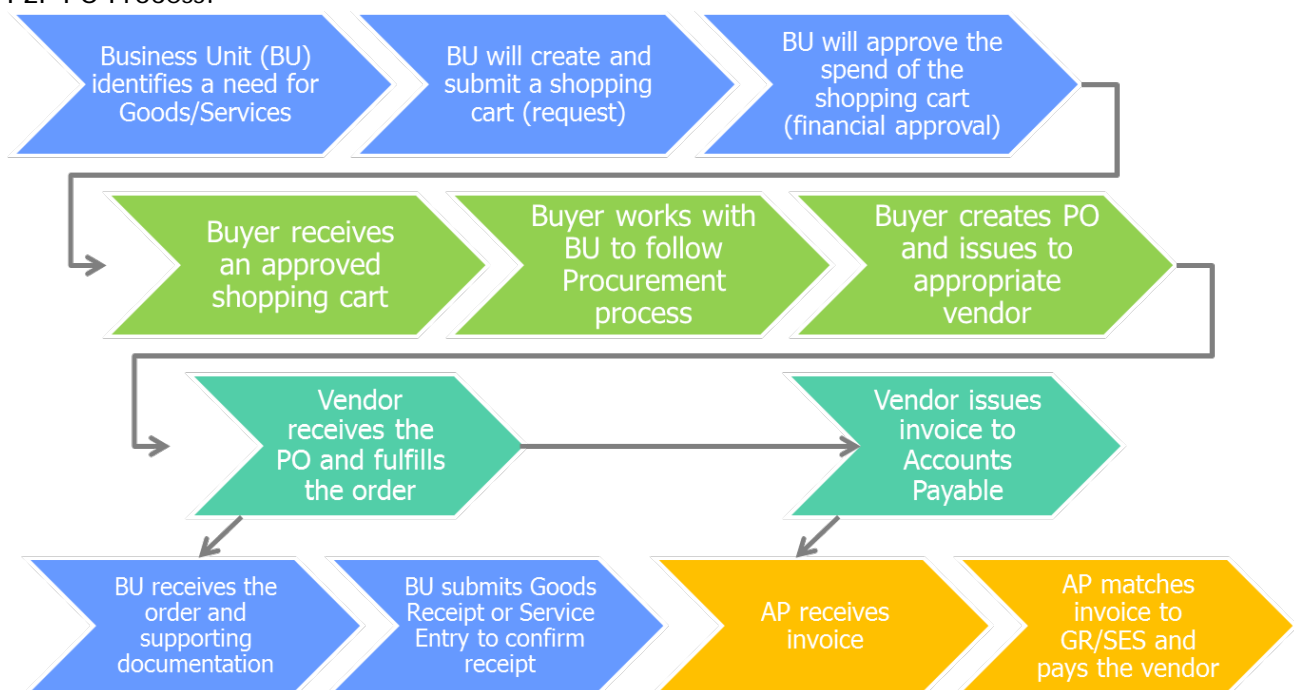 P2P PO Process:
Business Unit (BU)
identifies a need for
Goods/Services
BU will create and
submit a shopping
cart (request)
BU will approve the
spend of the
shopping cart
(financial approval)
Buyer receives
an approved
shopping cart
Buyer works with
BU to follow
Procurement
process
Buyer creates PO
and issues to
appropriate
vendor
Vendor
receives the
PO and fulfills
the order
Vendor issues
invoice to
Accounts
Payable
BU receives the
order and
supporting
documentation
BU submits Goods
Receipt or Service
Entry to confirm
receipt
AP receives
invoice
AP matches
invoice to
GR/SES and
pays the vendor